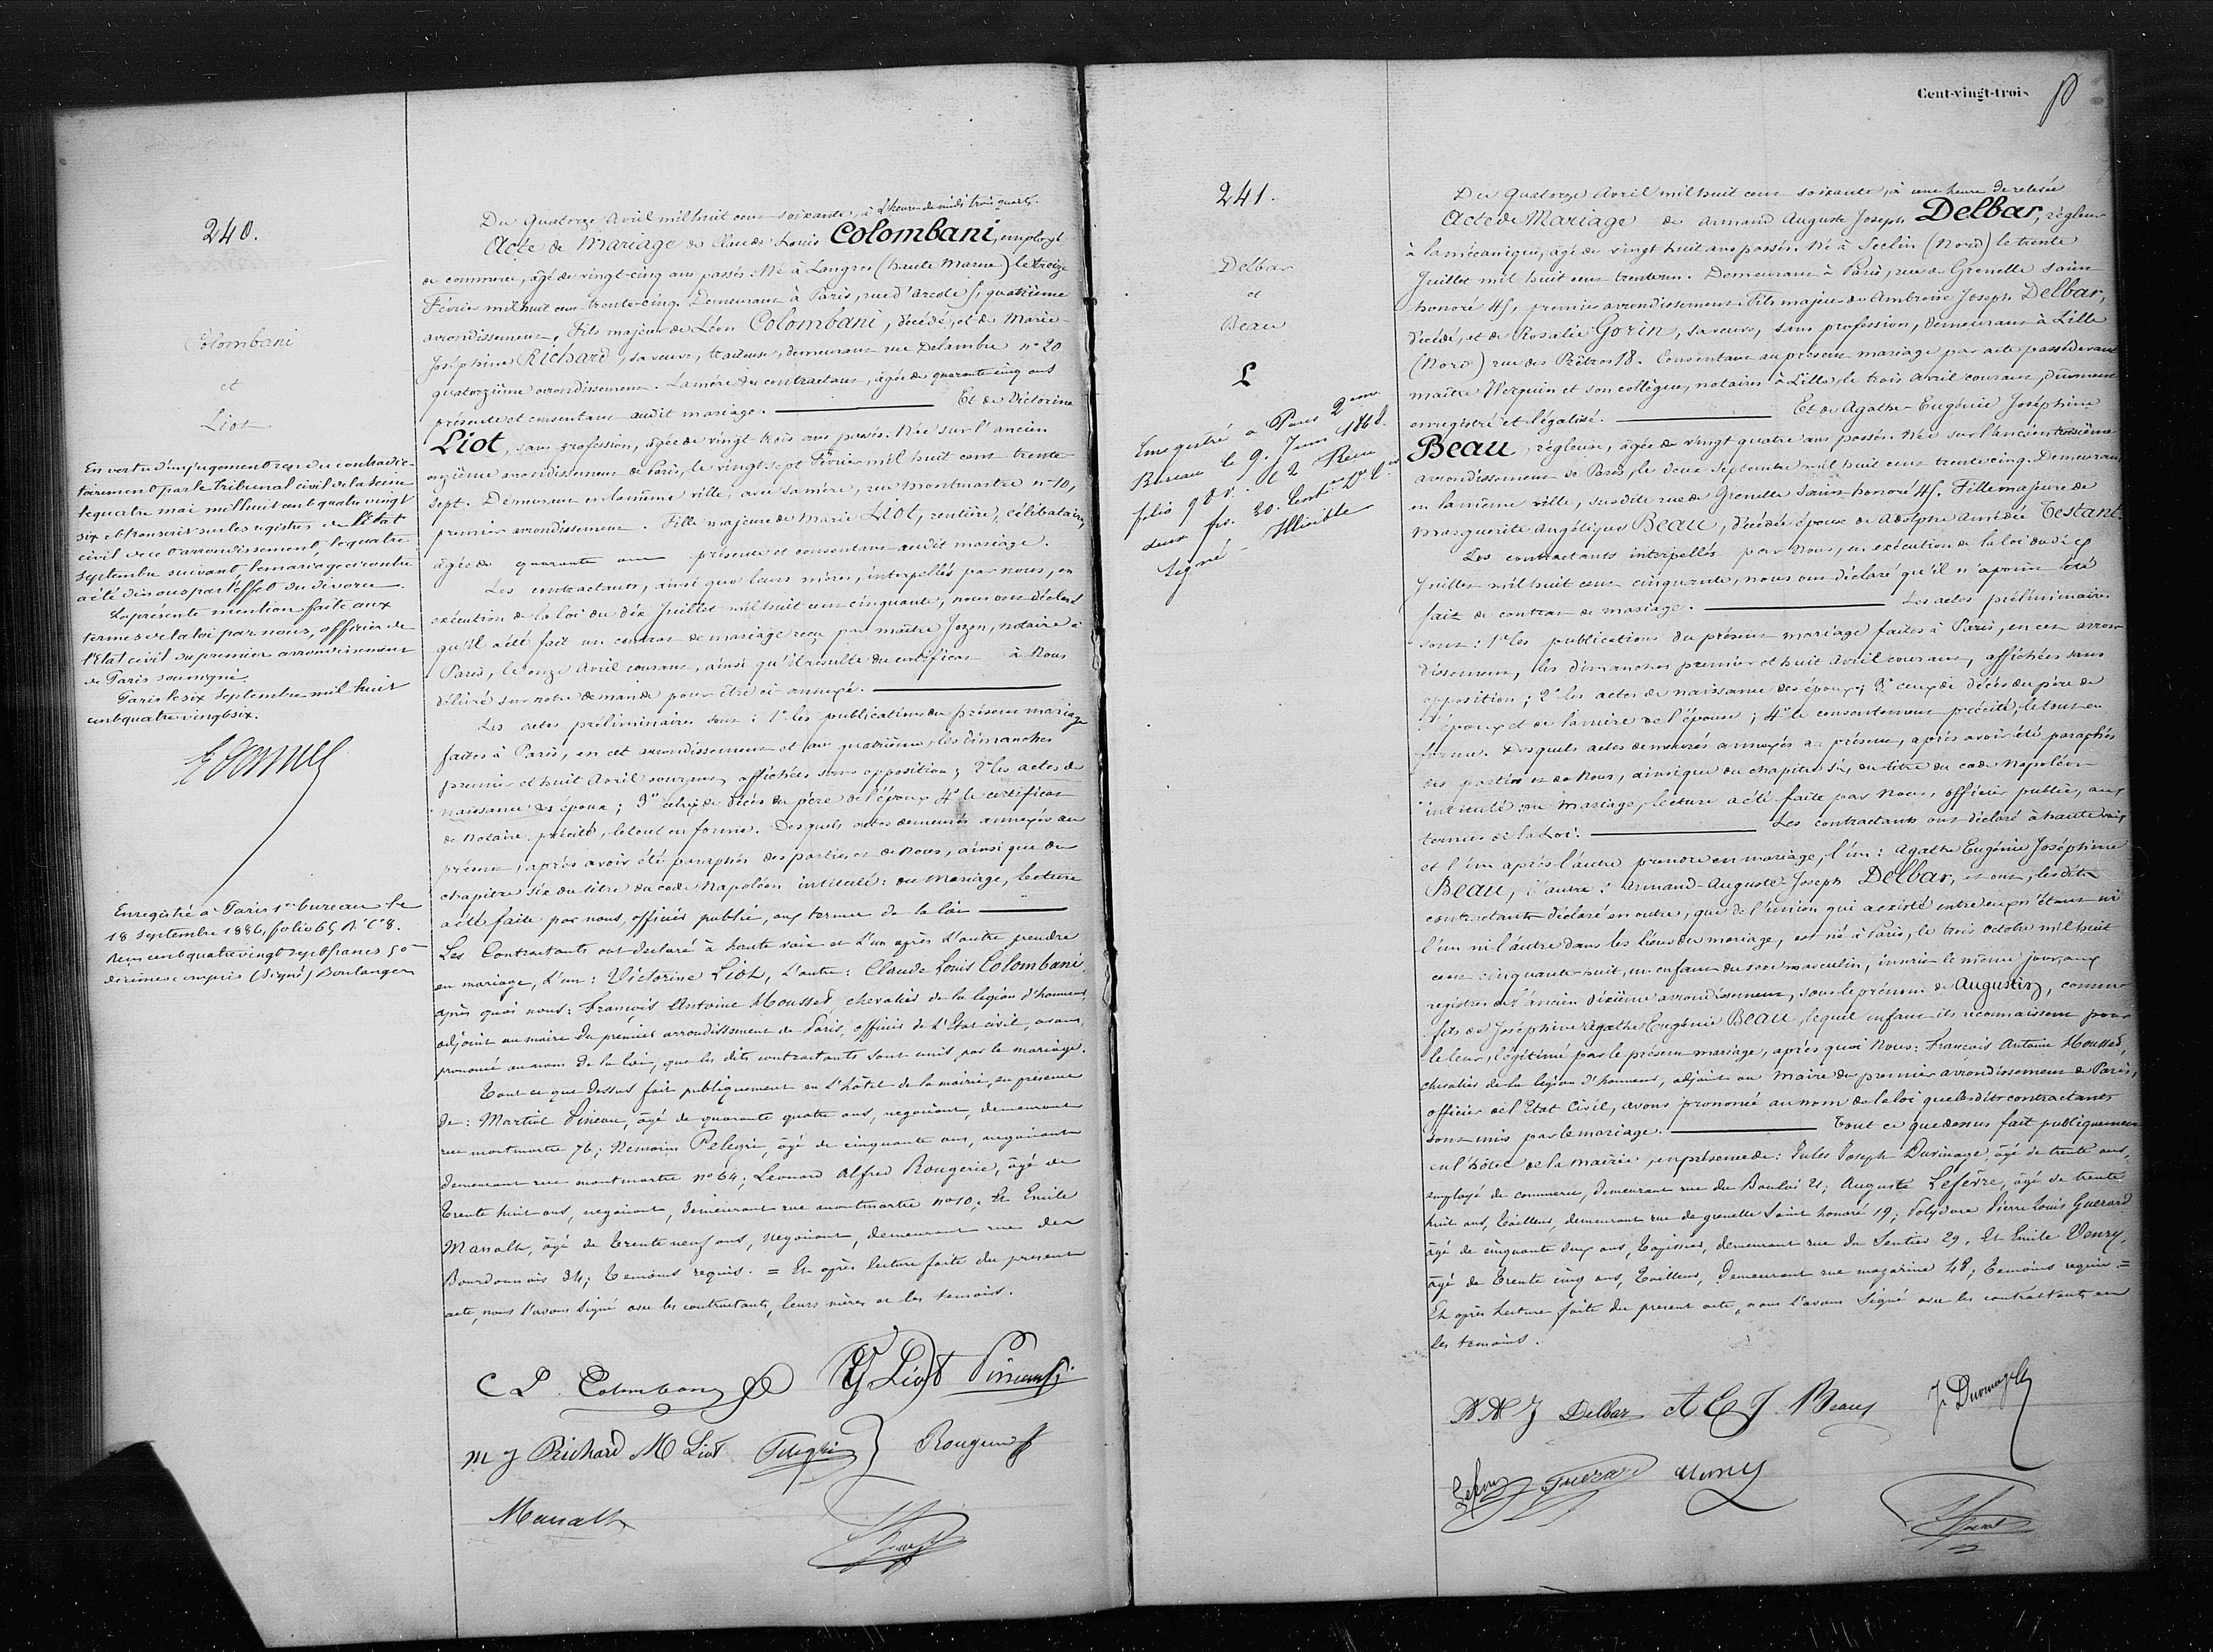 240.
Colombani
et
Liot
En vertu d'un jugement rendu contradic-
toirement par le Tribunal civil de la Seine
le quatre mai mil huit cent quatre vingt
six et transcrit sur les registres de l'Etat
civil de cet arrondissement, le quatre
septembre suivant le mariage ci contre
a été dissous par l'effet du divorce.
La présente mention faite aux
termes de la loi par nous, officier de
l'Etat civil du premier arrondissement
de Paris soussigné.
Paris le six septembre mil huit
cent quatre vingt six.
Enregistré à Paris 1er bureau le
18 septembre 1886, folio 65 R° C° 8.
Reçu cent quatre vingt sept francs 50
décimes compris (Signé) Boulanger
Du Quatorze Avril mil huit cent soixante, à l'heure de midi trois quarts.
Acte de Mariage de Claude Louis Colombani, employé
de commerce, âgé de vingt-cinq ans passés. Né à Langres (haute Marne) le treize
Février mil huit cent trente-cinq. Demeurant à Paris, rue d'arcole 5, quatrième
arrondissement, Fils majeur de Léon Colombani, décédé, et de Marie-
Joséphine Richard, sa veuve, traiteuse, demeurant rue Delambre n° 20
quatorzième arrondissement. La mère du contractant, âgée de quarante cinq ans
présente et consentant audit mariage. Et de Victorine
Liot, sans profession, âgée de vingt-trois ans passés. Née sur l'ancien
onzième arrondissement de Paris, le vingt sept Février mil huit cent trente
sept. Demeurant en la même ville, avec sa mère, rue Montmartre n° 10,
premier arrondissement. Fille majeure de Marie Liot, rentière, célibataire,
âgée de quarante ans présente et consentant audit mariage.
Les contractants, ainsi que leurs mères, interpellés par nous, en
exécution de la loi du dix Juillet mil huit cent cinquante, nous ont déclaré
qu'il a été fait un contrat de mariage reçu par maître Jozon, notaire à
Paris, le onze Avril courant, ainsi qu'il résulte du certificat à Nous
délivré sur notre demande pour être ci-annexé.
Les actes préliminaires sont : 1° les publications du présent mariage
faites à Paris, en cet arrondissement et au quatrième, les dimanches
premier et huit Avril courant, affichées sans opposition ; 2° les actes de
naissance des époux ; 3° celui de décès du père de l'époux 4° le certificat
de Notaire précité, le tout en forme. Desquels actes demeurés annexés au
présent, après avoir été paraphés des parties et de Nous, ainsi que du
chapitre six du titre du code Napoléon intitulé : du Mariage, lecture
a été faite par nous, officier public, aux termes de la loi
Les Contractants ont déclaré à haute voix et l'un après l'autre prendre
en mariage, l'un : Victorine Liot, l'autre : Claude Louis Colombani,
après quoi nous : François Antoine Housset, chevalier de la légion d'honneur,
adjoint au maire du premier arrondissement de Paris, officier de l'Etat civil, avons
prononcé au nom de la loi, que les dits contractants sont unis par le mariage.
Tout ce que dessus fait publiquement en l'hôtel de la mairie, en présence
de : Martial Pineau, âgé de quarante quatre ans, négociant, demeurant
rue montmartre 76 ; Nemorin Pelegri, âgé de cinquante ans, négociant
demeurant rue montmartre n° 64 ; Léonard Alfred Rougerie, âgé de
trente huit ans, négociant, demeurant rue montmartre n° 10 ; Et Emile
Manalt, âgé de trente neuf ans, négociant, demeurant rue des
Bourdonnais 34 ; témoins requis. = Et après lecture faite du présent
acte, nous l'avons signé avec les contractants, leurs mères et les témoins.
C L Colombani V Liot Pineau
M J Richard M Liot Pelegri Rougerie
Manalt
Cent-vingt-trois
241.
Delbar
et
Beau
L
Enregistré à Paris 2eme
Bureau le 9. Juin 1860.
folio 98 v. C 2 Reçu
deux frs. 20. Cent
Signé - Illisible
Du Quatorze Avril mil huit cent soixante, à une heure de relevée
Acte de Mariage de Armand Auguste Joseph Delbar, règleur
à la mécanique, âgé de vingt huit ans passés. Né à Seclin (Nord) le trente
Juillet mil huit cent trente un. Demeurant à Paris, rue de Grenelle saint
honoré 45, premier arrondissement. Fils majeur de Ambroise Joseph Delbar,
décédé, et de Rosalie Gorin, sa veuve, sans profession, demeurant à Lille
(Nord) rue des Prêtres 18. Consentant au présent mariage par acte passé devant
maître Werquin et son collègue, notaires à Lille, le trois Avril courant, dûment
enregistré et légalisé. Et de Agathe-Eugénie Joséphine
Beau, régleuse, âgée de vingt quatre ans passés. Née sur l'ancien troisième
arrondissement de Paris, le deux Septembre mil huit cent trente cinq. Demeurant
en la même ville, susdite rue de Grenelle Saint-honoré 45. Fille majeure de
Marguerite Angélique Beau, décédée épouse de Adolphe Amédée Testant.
Les contractants interpellés par Nous, en exécution de la loi du dix
Juillet mil huit cent cinquante, nous ont déclaré qu'il n'a point été
fait de contrat de mariage. Les actes préliminaires
sont : 1° les publications du présent mariage faites à Paris, en cet arron-
dissement, les dimanches premier et huit Avril courant, affichées sans
opposition ; 2° les actes de naissance des époux ; 3° ceux de décès du père de
l'époux et de la mère de l'épouse ; 4° le consentement précité, le tout en
forme. Desquels actes demeurés annexés au présent, après avoir été paraphés
des parties et de Nous, ainsi que du chapitre six, du titre du code Napoléon
intitulé du Mariage, lecture a été faite par Nous, officier public, aux
termes de la Loi. Les contractants ont déclaré à haute voix
et l'un après l'autre prendre en mariage, l'un : Agathe Eugénie Joséphine
Beau, l'autre : Armand-Auguste-Joseph Delbar, et ont, les dits
contractants déclaré en outre, que de l'union qui a existé entre eux n'étant ni
l'un ni l'autre dans les liens du mariage, est né à Paris, le trois octobre mil huit
cent cinquante-huit, un enfant du sexe masculin, inscrit le même jour, aux
registres de l'ancien dixième arrondissement, sous le prénom de Augustin, comme
fils de Joséphine Agathe Eugénie Beau, lequel enfant ils reconnaissent pour
le leur, légitimé par le présent mariage, après quoi Nous : François Antoine Housset,
chevalier de la légion d'honneur, adjoint au Maire du premier arrondissement de Paris,
officier de l'Etat Civil, avons prononcé au nom de la loi que les dits contractants
sont unis par le mariage. Tout ce que dessus fait publiquement
en l'hôtel de la Mairie, en présence de : Jules Joseph Duvinage, âgé de trente ans,
employé de commerce, demeurant rue du Bouloi 21 ; Auguste Lefèvre, âgé de trente
huit ans, tailleur, demeurant rue de grenelle saint honoré 19 ; Polydore Pierre Louis Guerard
âgé de cinquante deux ans, tapissier, demeurant rue du Sentier 29, Et Emile Venry,
âgé de trente cinq ans, tailleur, demeurant rue mazarine 48 ; témoins requis. =
Et après lecture faite du présent acte, nous l'avons signé avec les contractants et
les témoins.
A A J Delbar A E J Beau J Duvinage
Lefevre Guerard